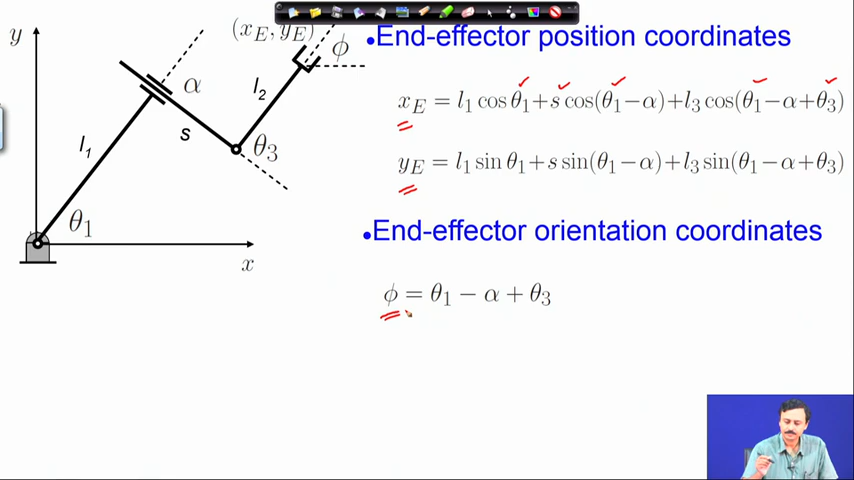 y
(x_E, y_E)
ϕ
α
l_2
l_1
s
θ_3
θ_1
x
•End-effector position coordinates
x_E = l_1 cos θ_1 + s cos(θ_1 − α) + l_3 cos(θ_1 − α + θ_3)
y_E = l_1 sin θ_1 + s sin(θ_1 − α) + l_3 sin(θ_1 − α + θ_3)
•End-effector orientation coordinates
ϕ = θ_1 − α + θ_3